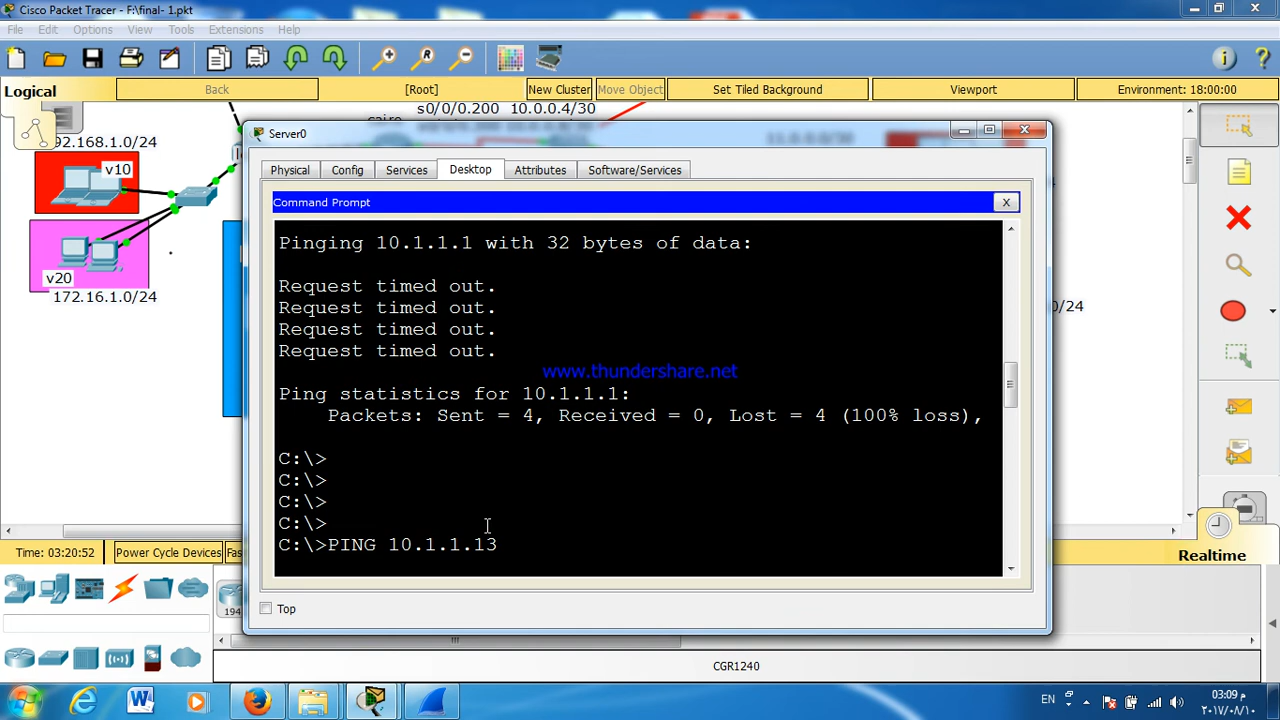 Cisco Packet Tracer - F:\final- 1.pkt
File Edit View Options Tools Extensions Help
Logical Back [Root] New Cluster Move Object Set Tiled Background Viewport Environment: 18:00:00
s0/0/0.200 10.0.0.4/30
cairo
92.168.1.0/24
v10
v20
172.16.1.0/24
0/24
Server0
Physical Config Services Desktop Attributes Software/Services
Command Prompt X
Pinging 10.1.1.1 with 32 bytes of data:
Request timed out.
Request timed out.
Request timed out.
Request timed out.
www.thundershare.net
Ping statistics for 10.1.1.1:
Packets: Sent = 4, Received = 0, Lost = 4 (100% loss),
C:\>
C:\>
C:\>
C:\>
C:\>PING 10.1.1.13
Top
Time: 03:20:52 Power Cycle Devices Fas
Realtime
194
CGR1240
EN
03:09 م
٢٠١٧/٠٨/١٠